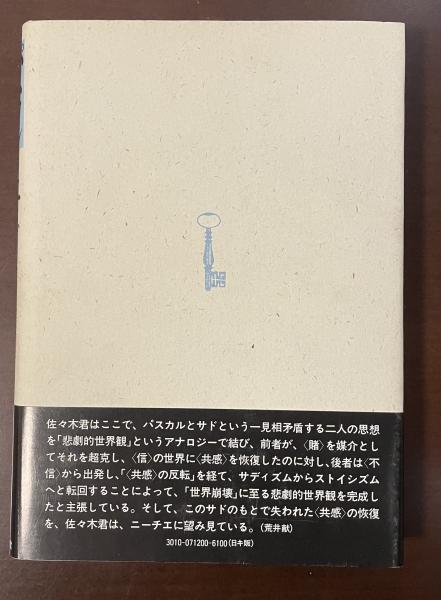 佐々木君はここで、パスカルとサドという一見相矛盾する二人の思想
を「悲劇的世界観」というアナロジーで結び、前者が、〈賭〉を媒介とし
てそれを超克し、〈信〉の世界に〈共感〉を恢復したのに対し、後者は〈不
信〉から出発し、「〈共感〉の反転」を経て、サディズムからストイシズム
へと転回することによって、「世界崩壊」に至る悲劇的世界観を完成し
たと主張している。そして、このサドのもとで失われた〈共感〉の恢復
を、佐々木君は、ニーチエに望み見ている。(荒井献)
3010-071200-6100(日キ販)